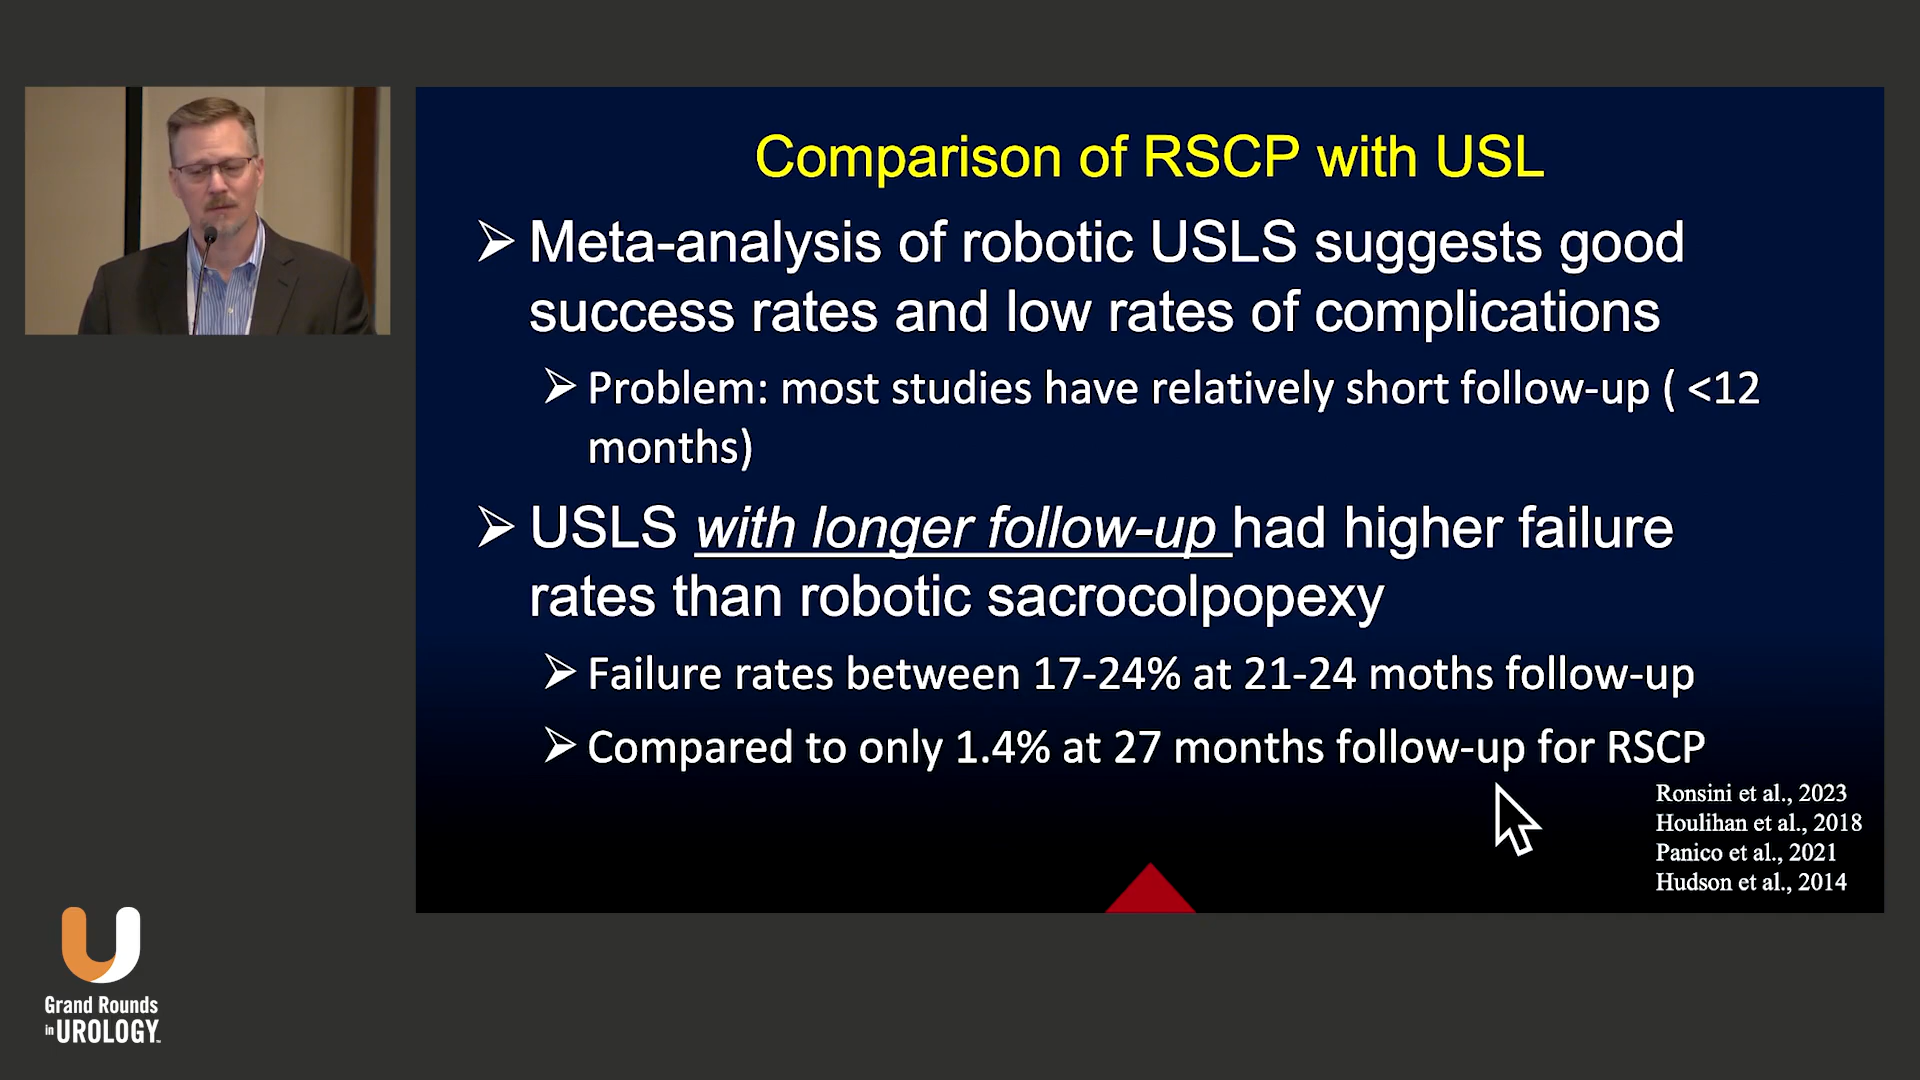 Comparison of RSCP with USL
➢ Meta-analysis of robotic USLS suggests good
success rates and low rates of complications
➢ Problem: most studies have relatively short follow-up ( <12
months)
➢ USLS with longer follow-up had higher failure
rates than robotic sacrocolpopexy
➢ Failure rates between 17-24% at 21-24 moths follow-up
➢ Compared to only 1.4% at 27 months follow-up for RSCP
Ronsini et al., 2023
Houlihan et al., 2018
Panico et al., 2021
Hudson et al., 2014
Grand Rounds
in UROLOGY™